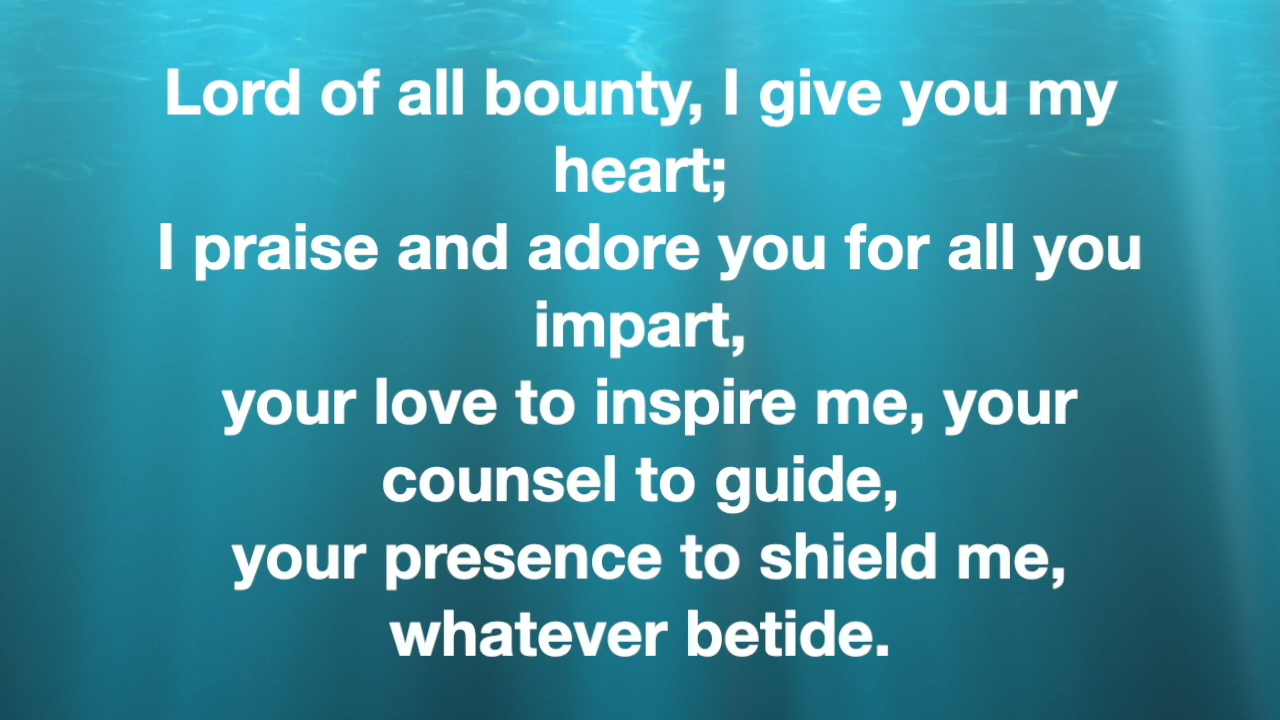 Lord of all bounty, I give you my
heart;
I praise and adore you for all you
impart,
your love to inspire me, your
counsel to guide,
your presence to shield me,
whatever betide.